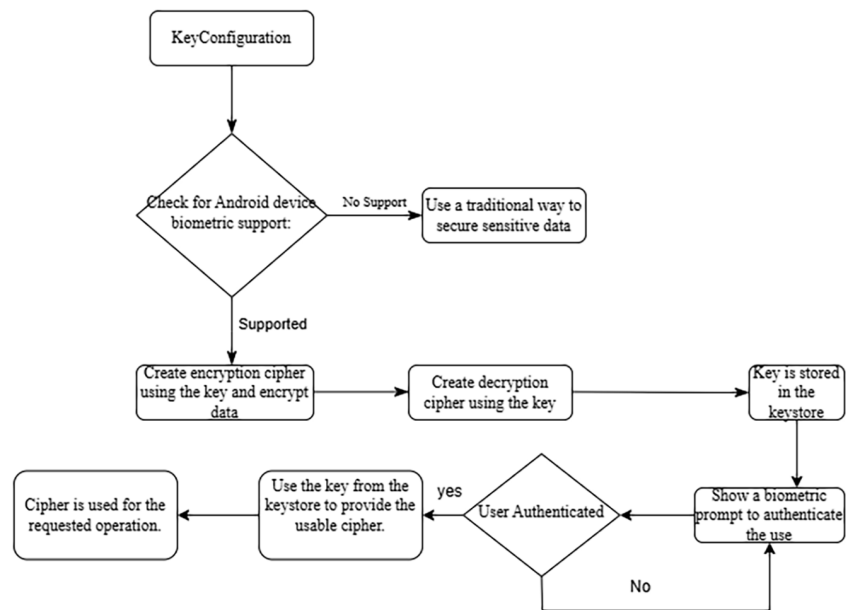 KeyConfiguration
Check for Android device
biometric support:
No Support
Use a traditional way to
secure sensitive data
Supported
Create encryption cipher
using the key and encrypt
data
Create decryption
cipher using the key
Key is stored
in the
keystore
Show a biometric
prompt to authenticate
the use
User Authenticated
No
yes
Use the key from the
keystore to provide the
usable cipher.
Cipher is used for the
requested operation.